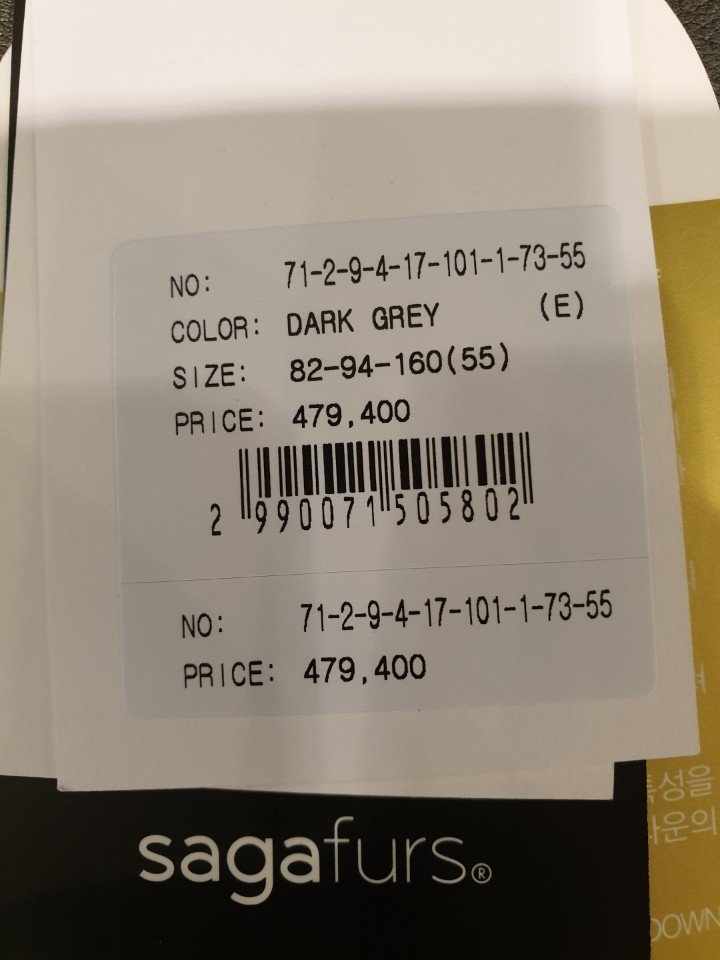 NO: 71-2-9-4-17-101-1-73-55
COLOR: DARK GREY (E)
SIZE: 82-94-160(55)
PRICE: 479,400
2 990071 505802
NO: 71-2-9-4-17-101-1-73-55
PRICE: 479,400
특성을
다운의
DOWN
sagafurs®